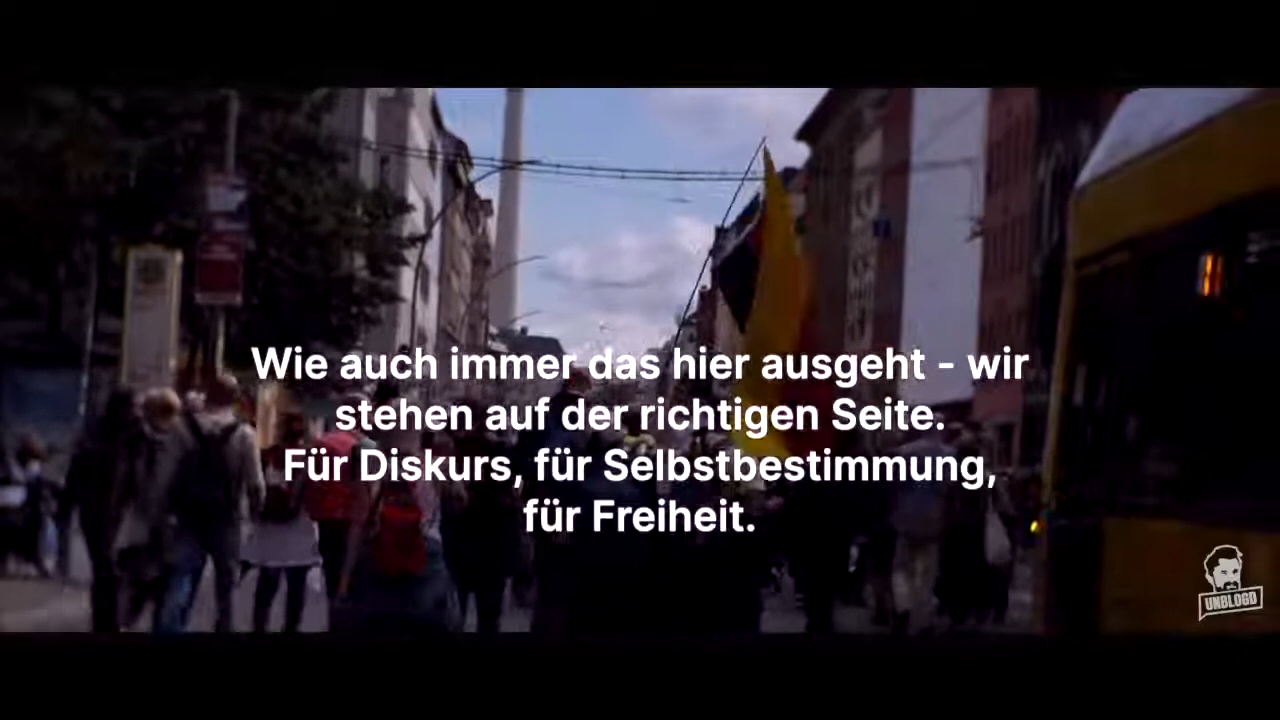 Wie auch immer das hier ausgeht - wir
stehen auf der richtigen Seite.
Für Diskurs, für Selbstbestimmung,
für Freiheit.
UNBLOGD